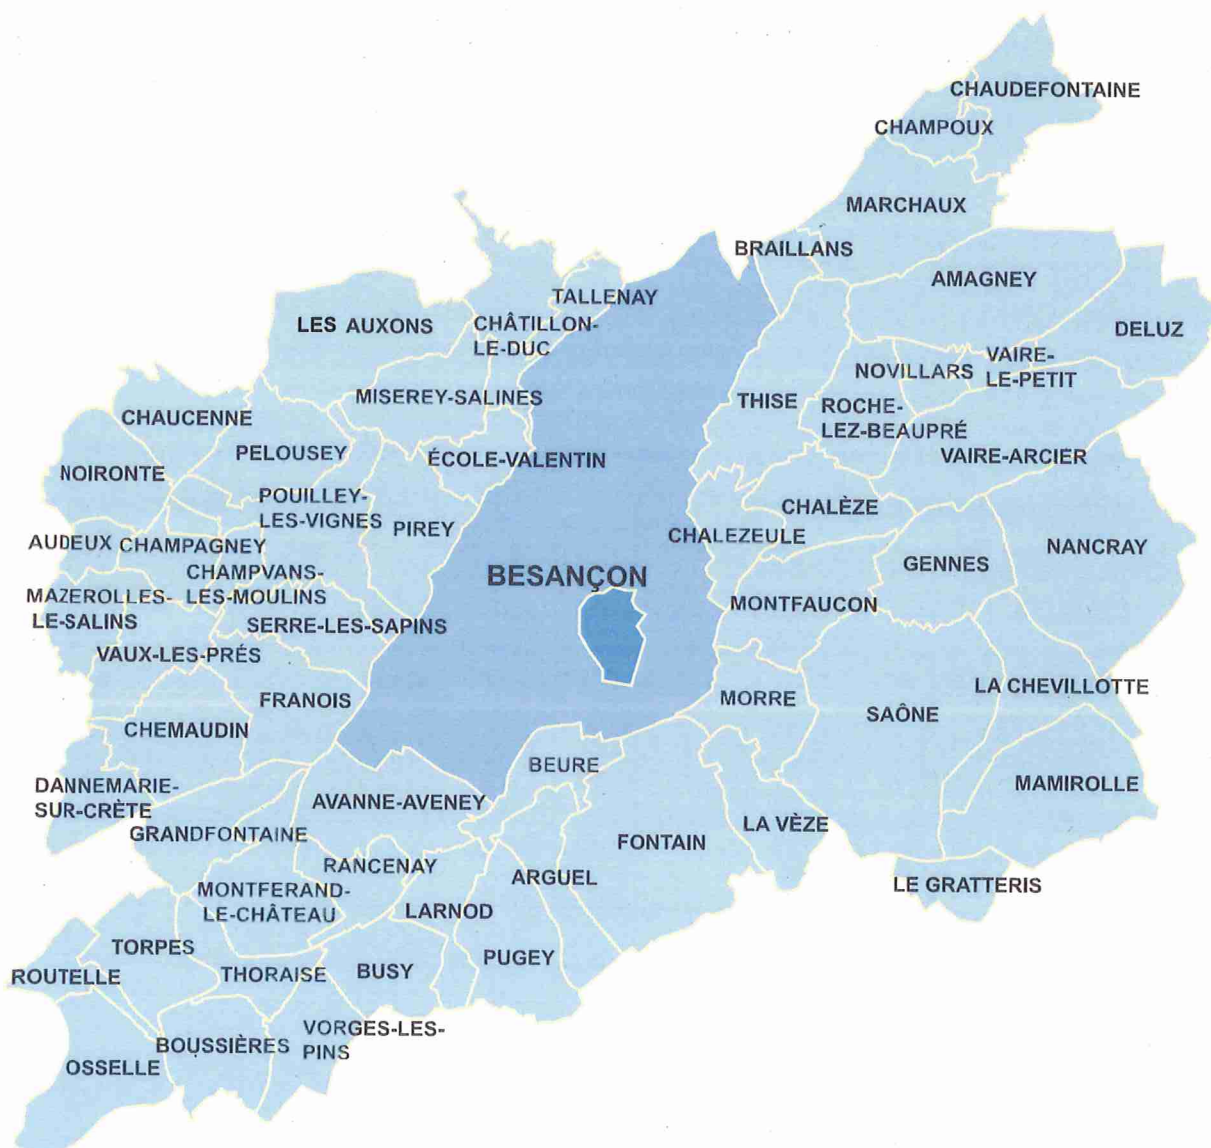 CHAUDEFONTAINE
CHAMPOUX
MARCHAUX
BRAILLANS
AMAGNEY
TALLENAY
LES AUXONS
CHÂTILLON-
LE-DUC
DELUZ
VAIRE-
LE-PETIT
NOVILLARS
MISEREY-SALINES
THISE
ROCHE-
LEZ-BEAUPRÉ
CHAUCENNE
PELOUSEY
ÉCOLE-VALENTIN
VAIRE-ARCIER
NOIRONTE
POUILLEY-
LES-VIGNES
PIREY
CHALÈZE
CHALEZEULE
AUDEUX
CHAMPAGNEY
NANCRAY
GENNES
CHAMPVANS-
LES-MOULINS
BESANÇON
MAZEROLLES-
LE-SALINS
MONTFAUCON
SERRE-LES-SAPINS
VAUX-LES-PRÉS
FRANOIS
MORRE
LA CHEVILLOTTE
SAÔNE
CHEMAUDIN
BEURE
DANNEMARIE-
SUR-CRÈTE
MAMIROLLE
AVANNE-AVENEY
LA VÈZE
GRANDFONTAINE
FONTAIN
RANCENAY
ARGUEL
LE GRATTERIS
MONTFERAND-
LE-CHÂTEAU
LARNOD
TORPES
PUGEY
ROUTELLE
THORAISE
BUSY
VORGES-LES-
PINS
BOUSSIÈRES
OSSELLE